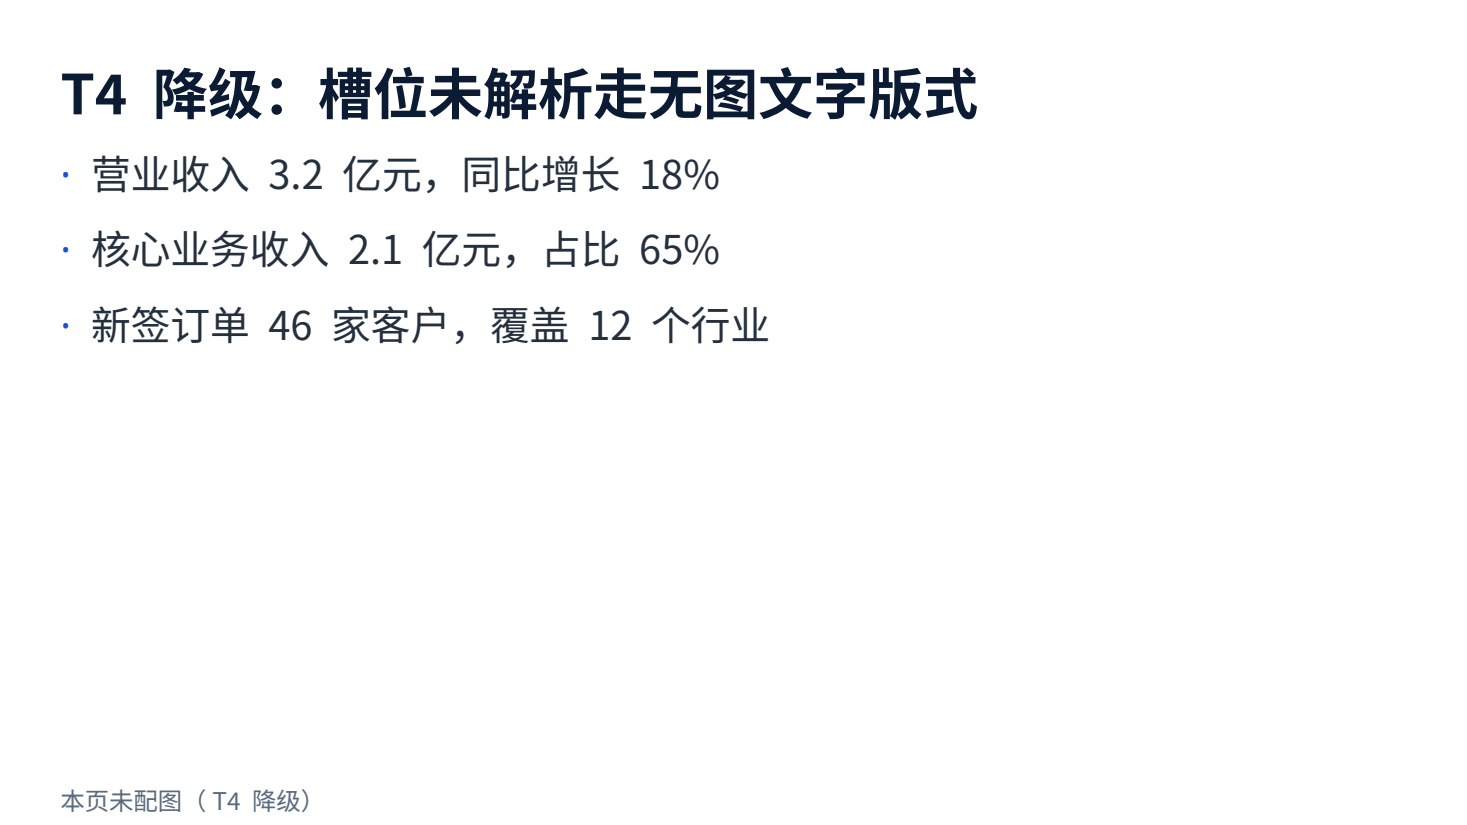 T4 降级：槽位未解析走无图文字版式
· 营业收入 3.2 亿元，同比增长 18%
· 核心业务收入 2.1 亿元，占比 65%
· 新签订单 46 家客户，覆盖 12 个行业
本页未配图（ T4 降级）